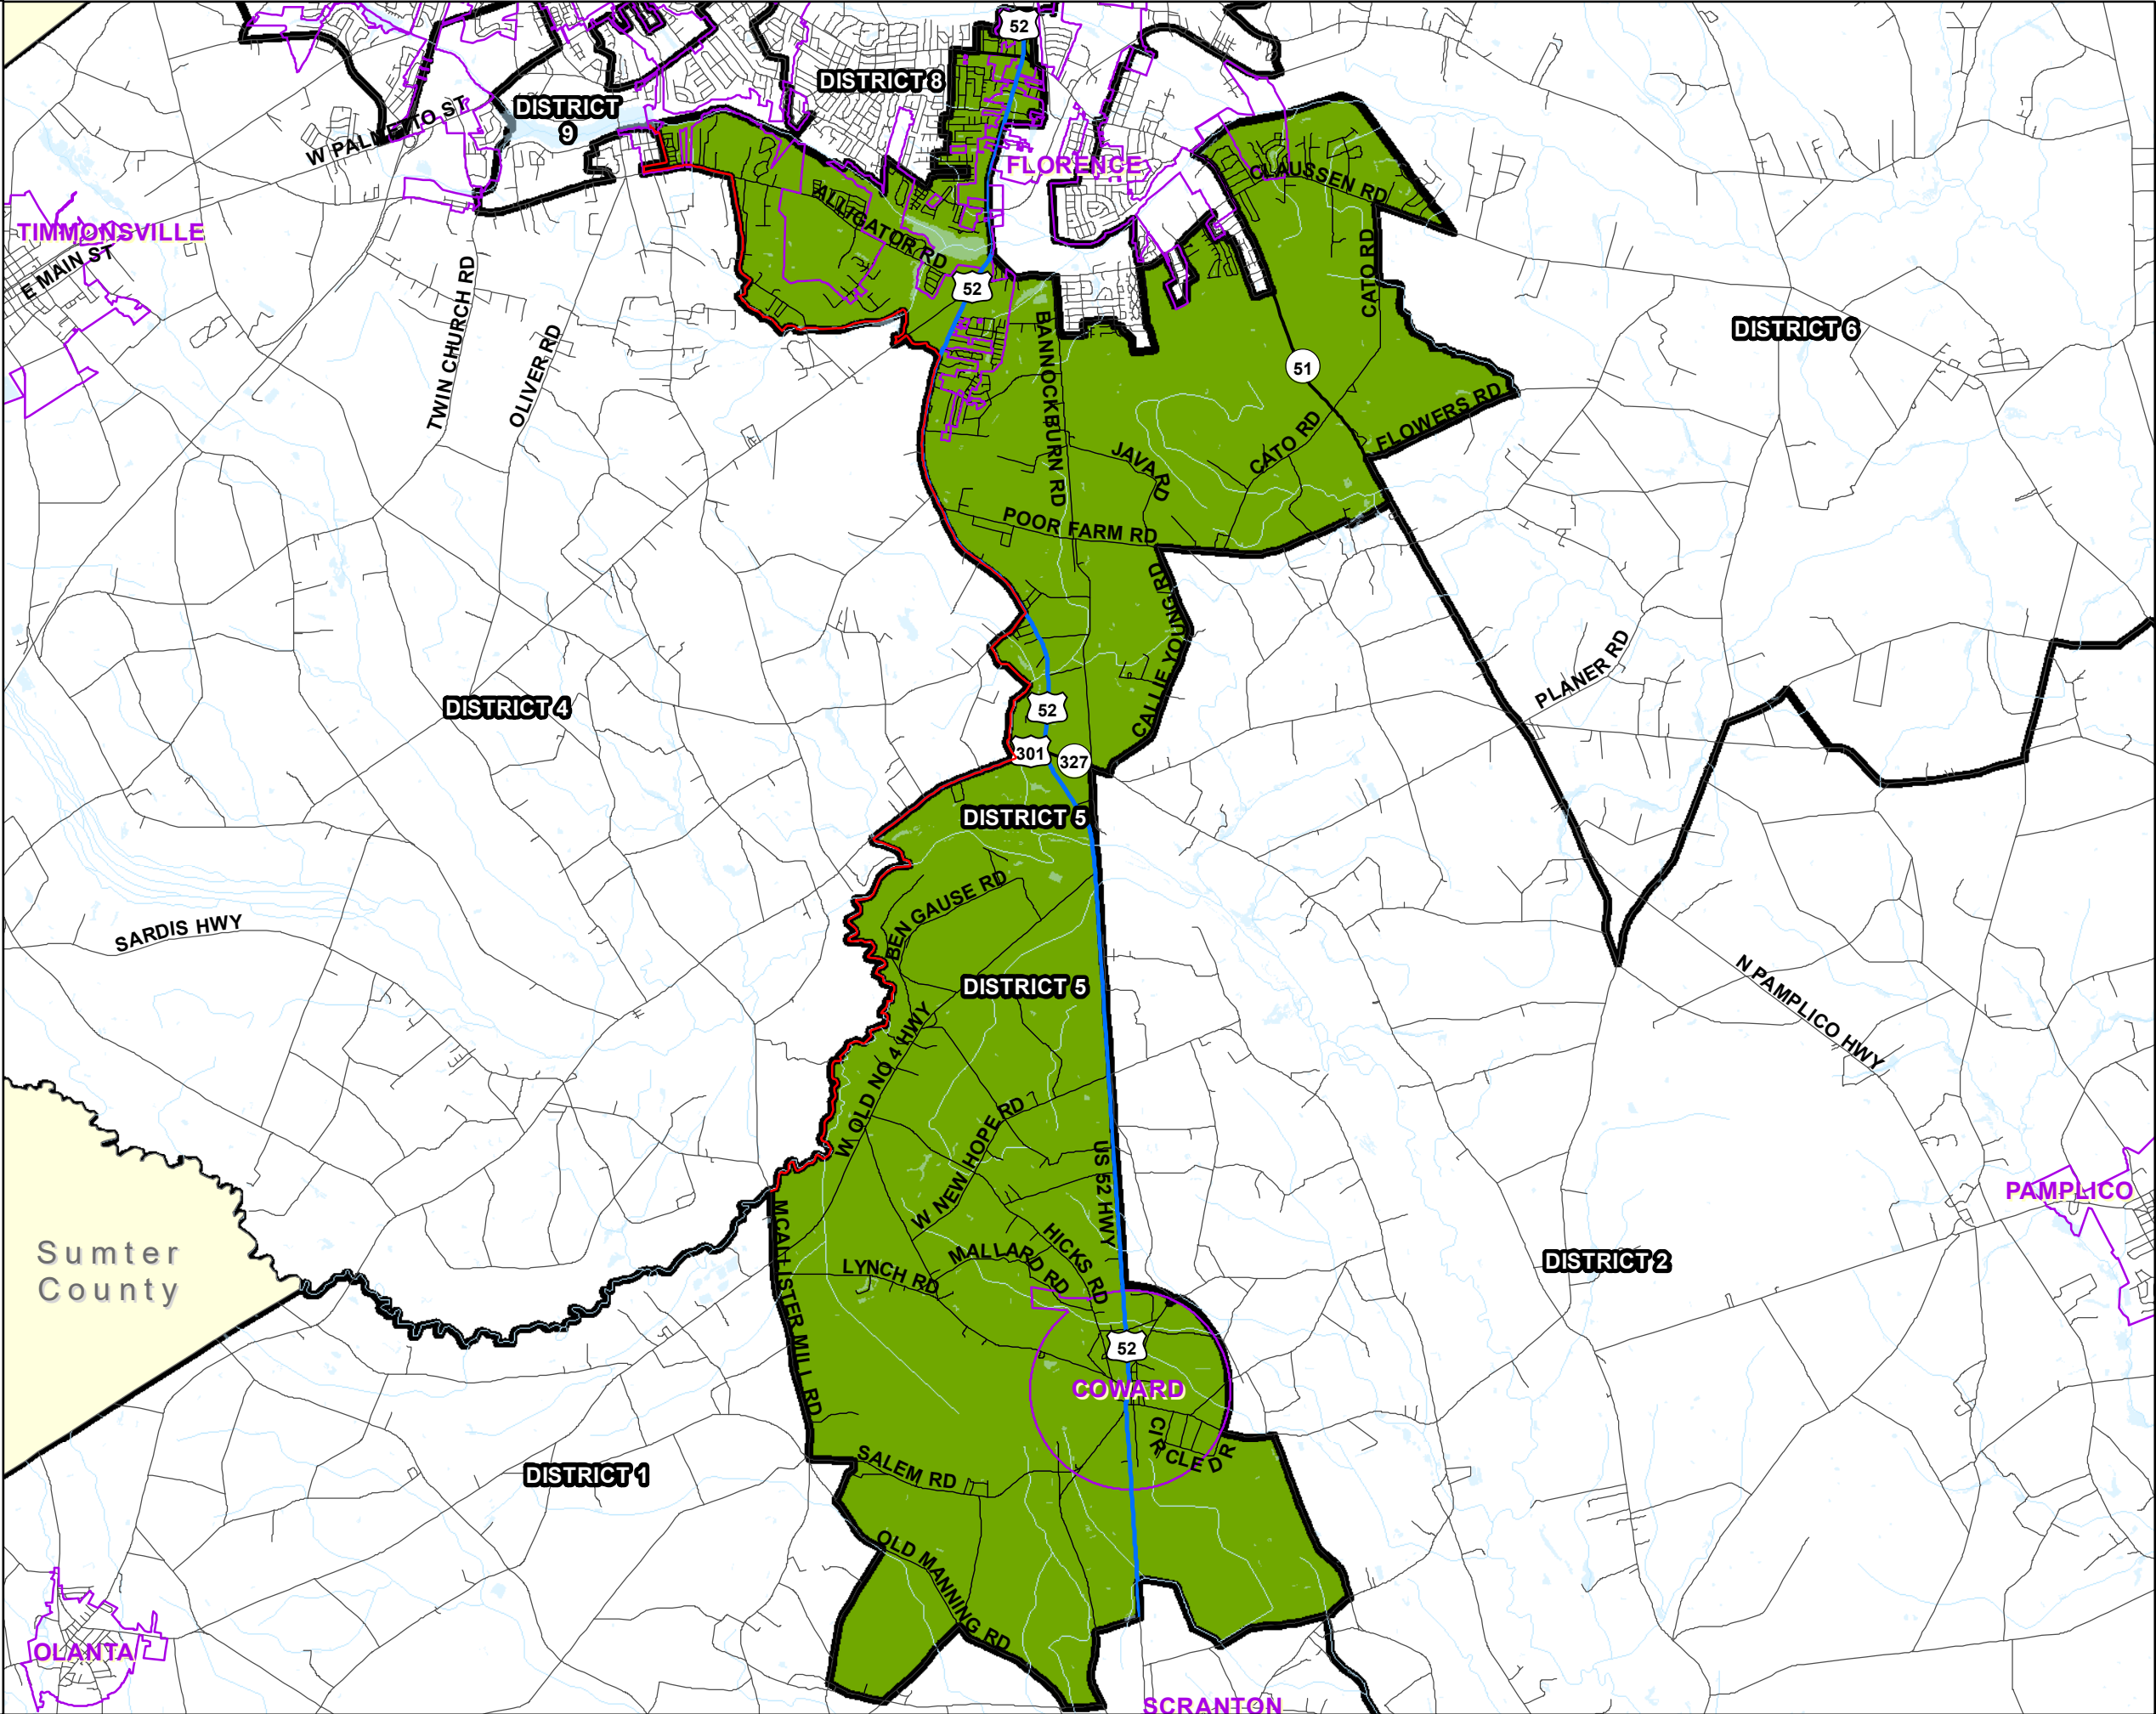 52
DISTRICT 8
DISTRICT
9
W PALMETTO ST
FLORENCE
CLAUSSEN RD
ALLIGATOR RD
TIMMONSVILLE
E MAIN ST
CATO RD
52
TWIN CHURCH RD
OLIVER RD
BANNOCKBURN RD
DISTRICT 6
51
FLOWERS RD
CATO RD
JAVA RD
POOR FARM RD
CALLIE YOUNG RD
PLANER RD
DISTRICT 4
52
301
327
DISTRICT 5
BEN GAUSE RD
SARDIS HWY
DISTRICT 5
N PAMPLICO HWY
W OLD NO 4 HWY
W NEW HOPE RD
US 52 HWY
PAMPLICO
MCALLISTER MILL RD
HICKS RD
MALLARD RD
LYNCH RD
Sumter
County
DISTRICT 2
52
COWARD
CIRCLE DR
SALEM RD
DISTRICT 1
OLD MANNING RD
OLANTA
SCRANTON